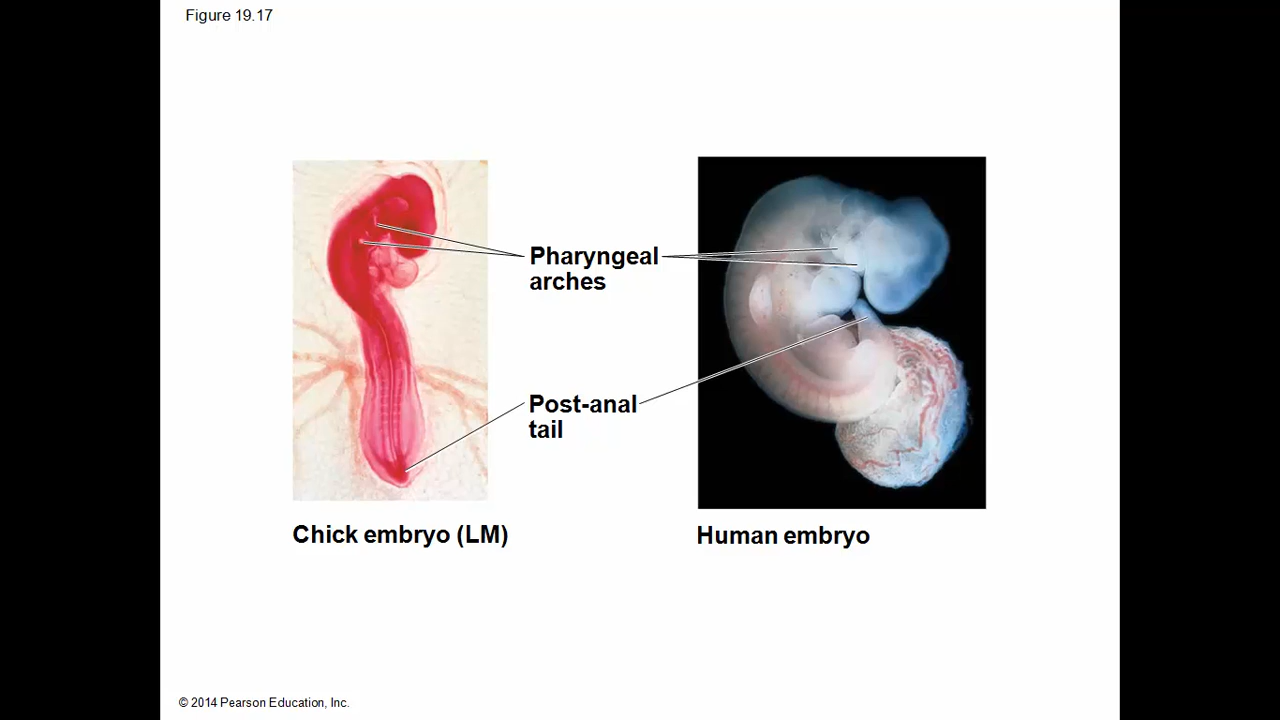 Figure 19.17
Pharyngeal
arches
Post-anal
tail
Chick embryo (LM)
Human embryo
© 2014 Pearson Education, Inc.